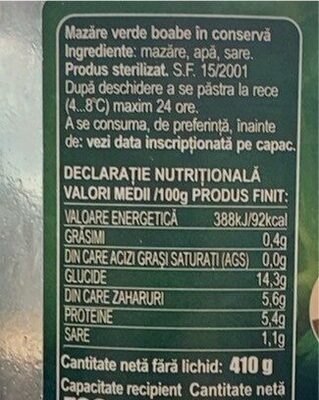 Mazăre verde boabe în conservă
Ingrediente: mazăre, apă, sare.
Produs sterilizat. S.F. 15/2001
După deschidere a se păstra la rece
(4...8°C) maxim 24 ore.
A se consuma, de preferință, înainte
de: vezi data inscripționată pe capac.
DECLARAȚIE NUTRIȚIONALĂ
VALORI MEDII /100g PRODUS FINIT:
VALOARE ENERGETICĂ 388kJ/92kcal
GRĂSIMI 0,4g
DIN CARE ACIZI GRAȘI SATURAȚI (AGS) 0,0g
GLUCIDE 14,3g
DIN CARE ZAHARURI 5,6g
PROTEINE 5,4g
SARE 1,1g
Cantitate netă fără lichid: 410 g
Capacitate recipient Cantitate netă